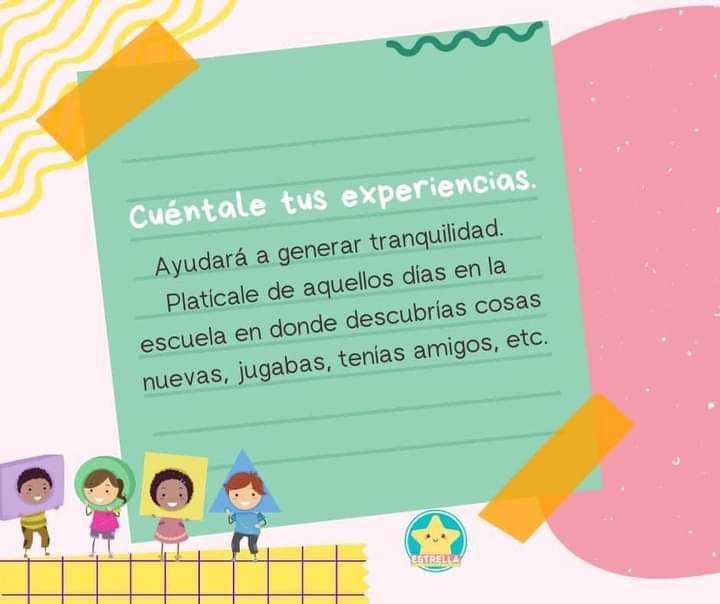 Cuéntale tus experiencias.
Ayudará a generar tranquilidad.
Platícale de aquellos días en la
escuela en donde descubrías cosas
nuevas, jugabas, tenías amigos, etc.
ESTRELLA